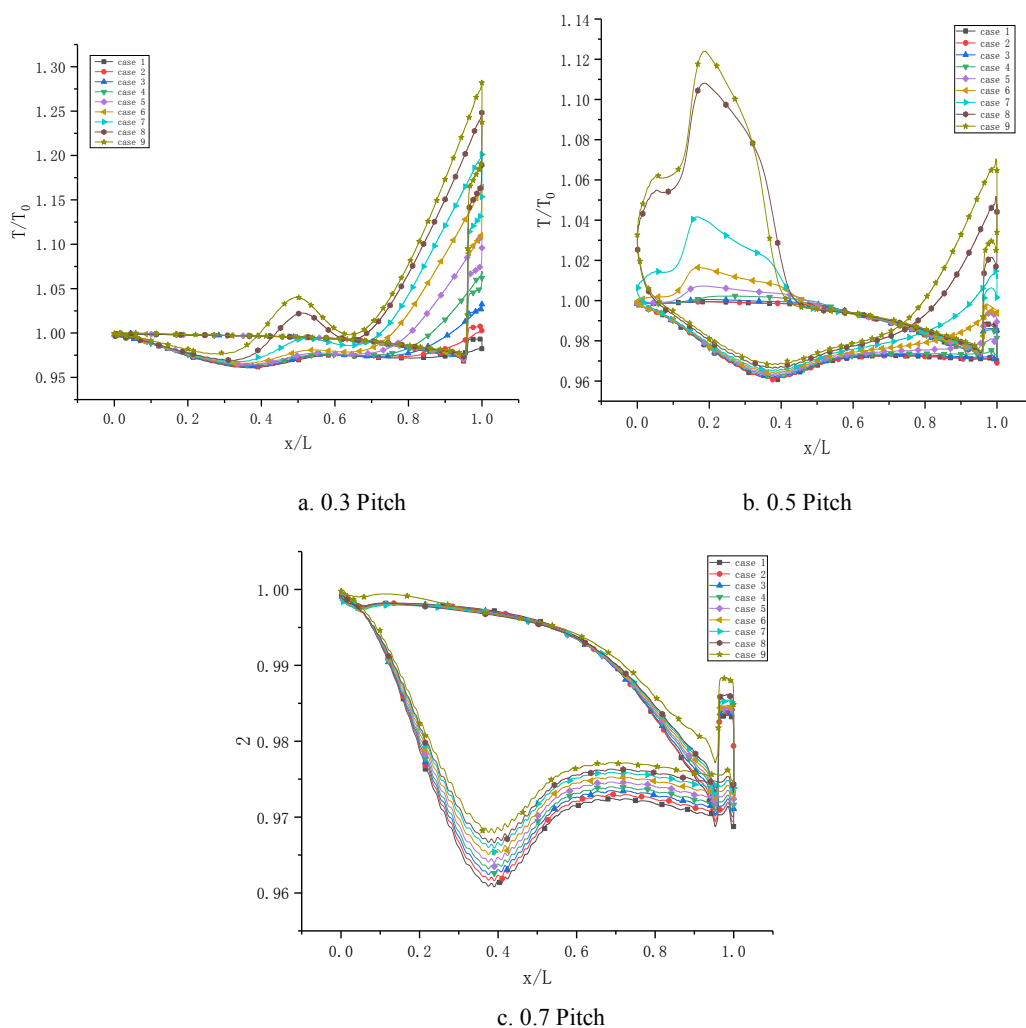 1.30
1.25
1.20
1.15
1.10
1.05
1.00
0.95
T/T0
0.0 0.2 0.4 0.6 0.8 1.0
x/L
case 1
case 2
case 3
case 4
case 5
case 6
case 7
case 8
case 9
a. 0.3 Pitch
1.14
1.12
1.10
1.08
1.06
1.04
1.02
1.00
0.98
0.96
T/T0
0.0 0.2 0.4 0.6 0.8 1.0
x/L
case 1
case 2
case 3
case 4
case 5
case 6
case 7
case 8
case 9
b. 0.5 Pitch
1.00
0.99
0.98
0.97
0.96
2
0.0 0.2 0.4 0.6 0.8 1.0
x/L
case 1
case 2
case 3
case 4
case 5
case 6
case 7
case 8
case 9
c. 0.7 Pitch